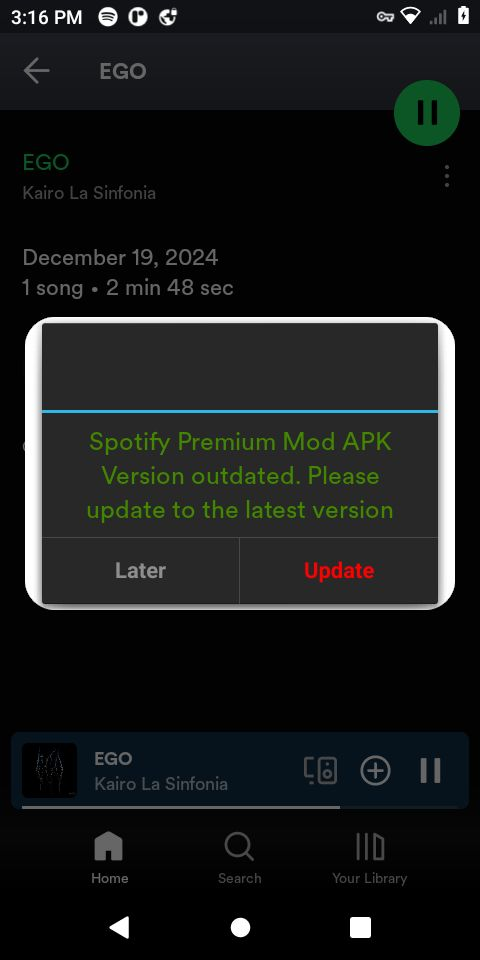 3:16 PM
EGO
EGO
Kairo La Sinfonia
December 19, 2024
1 song • 2 min 48 sec
Spotify Premium Mod APK
Version outdated. Please
update to the latest version
Later
Update
EGO
Kairo La Sinfonia
Home
Search
Your Library